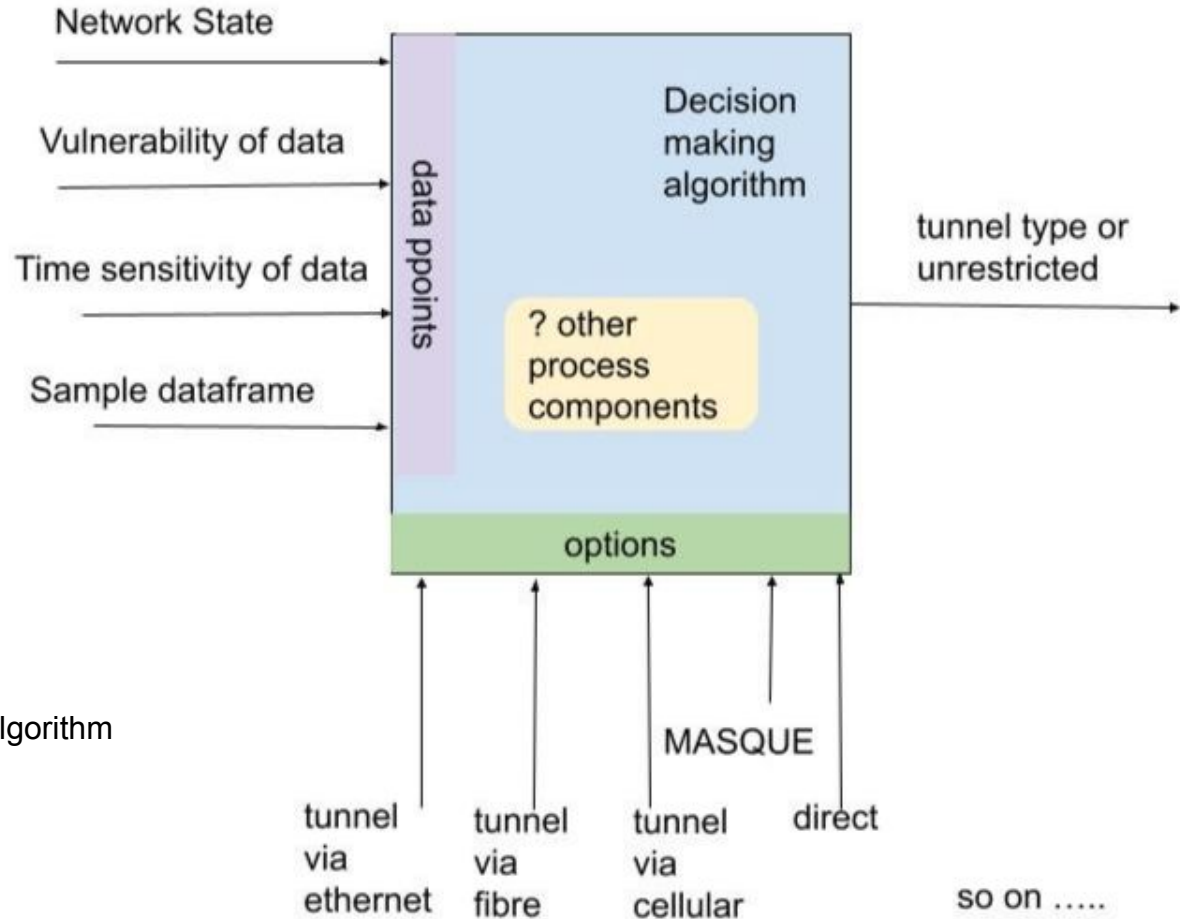 Network State
Vulnerability of data
Time sensitivity of data
Sample dataframe
data ppoints
Decision
making
algorithm
? other
process
components
tunnel type or
unrestricted
options
lgorithm
MASQUE
tunnel
via
ethernet
tunnel
via
fibre
tunnel
via
cellular
direct
so on .....